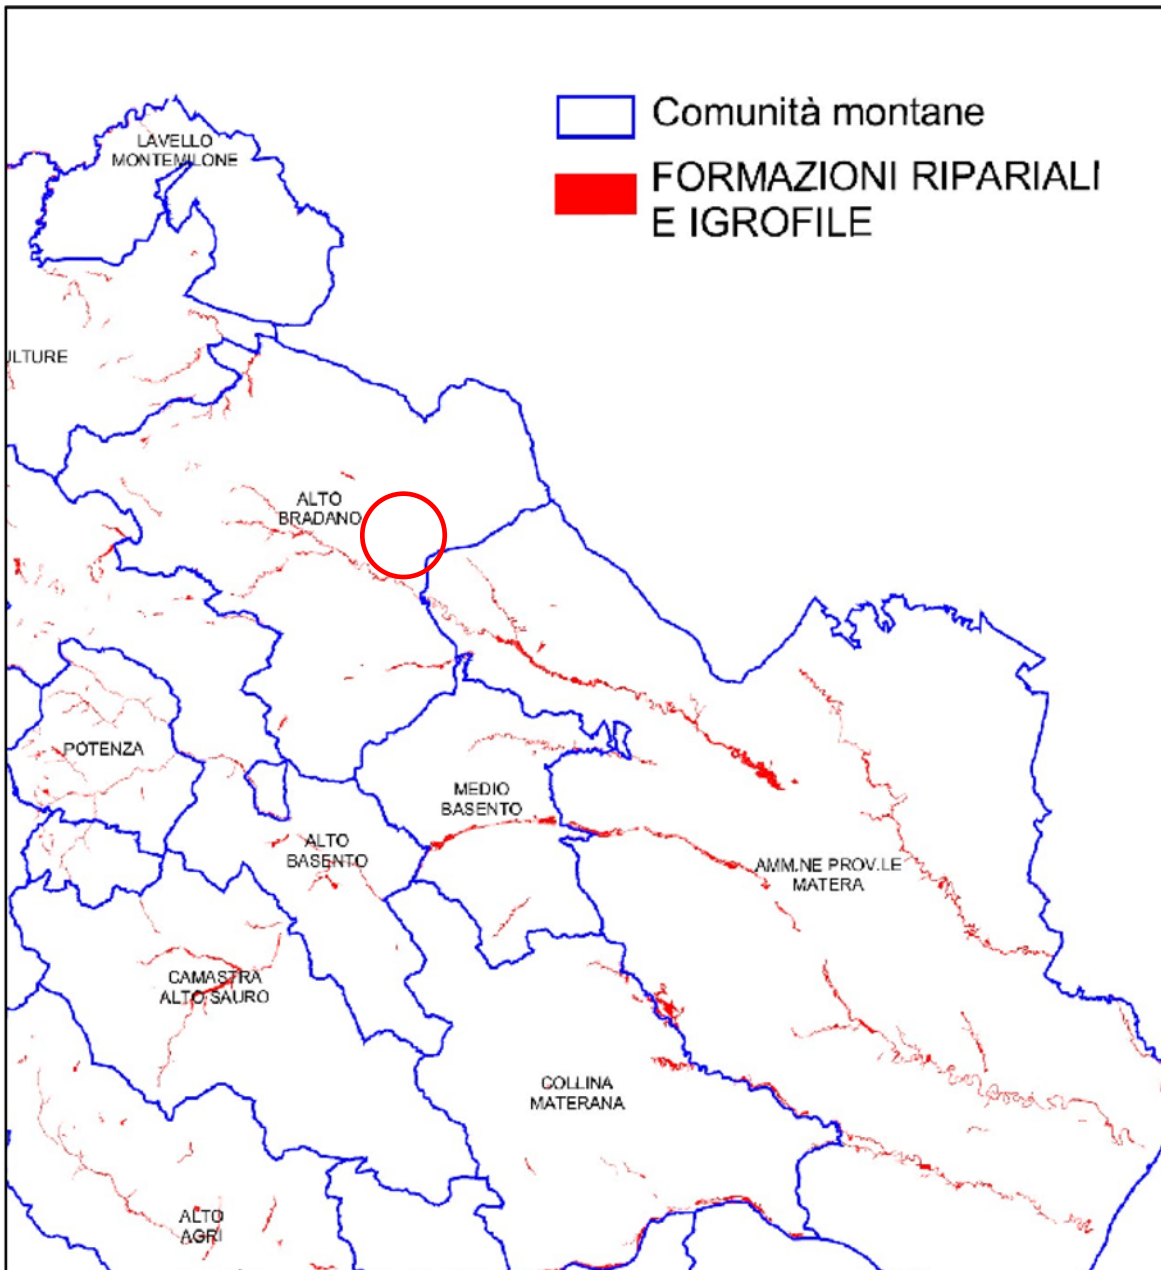 Comunità montane
FORMAZIONI RIPARIALI
E IGROFILE
LAVELLO
MONTEMILONE
ULTURE
ALTO
BRADANO
POTENZA
MEDIO
BASENTO
ALTO
BASENTO
AMM.NE PROV.LE
MATERA
CAMASTRA
ALTO SAURO
COLLINA
MATERANA
ALTO
AGRI